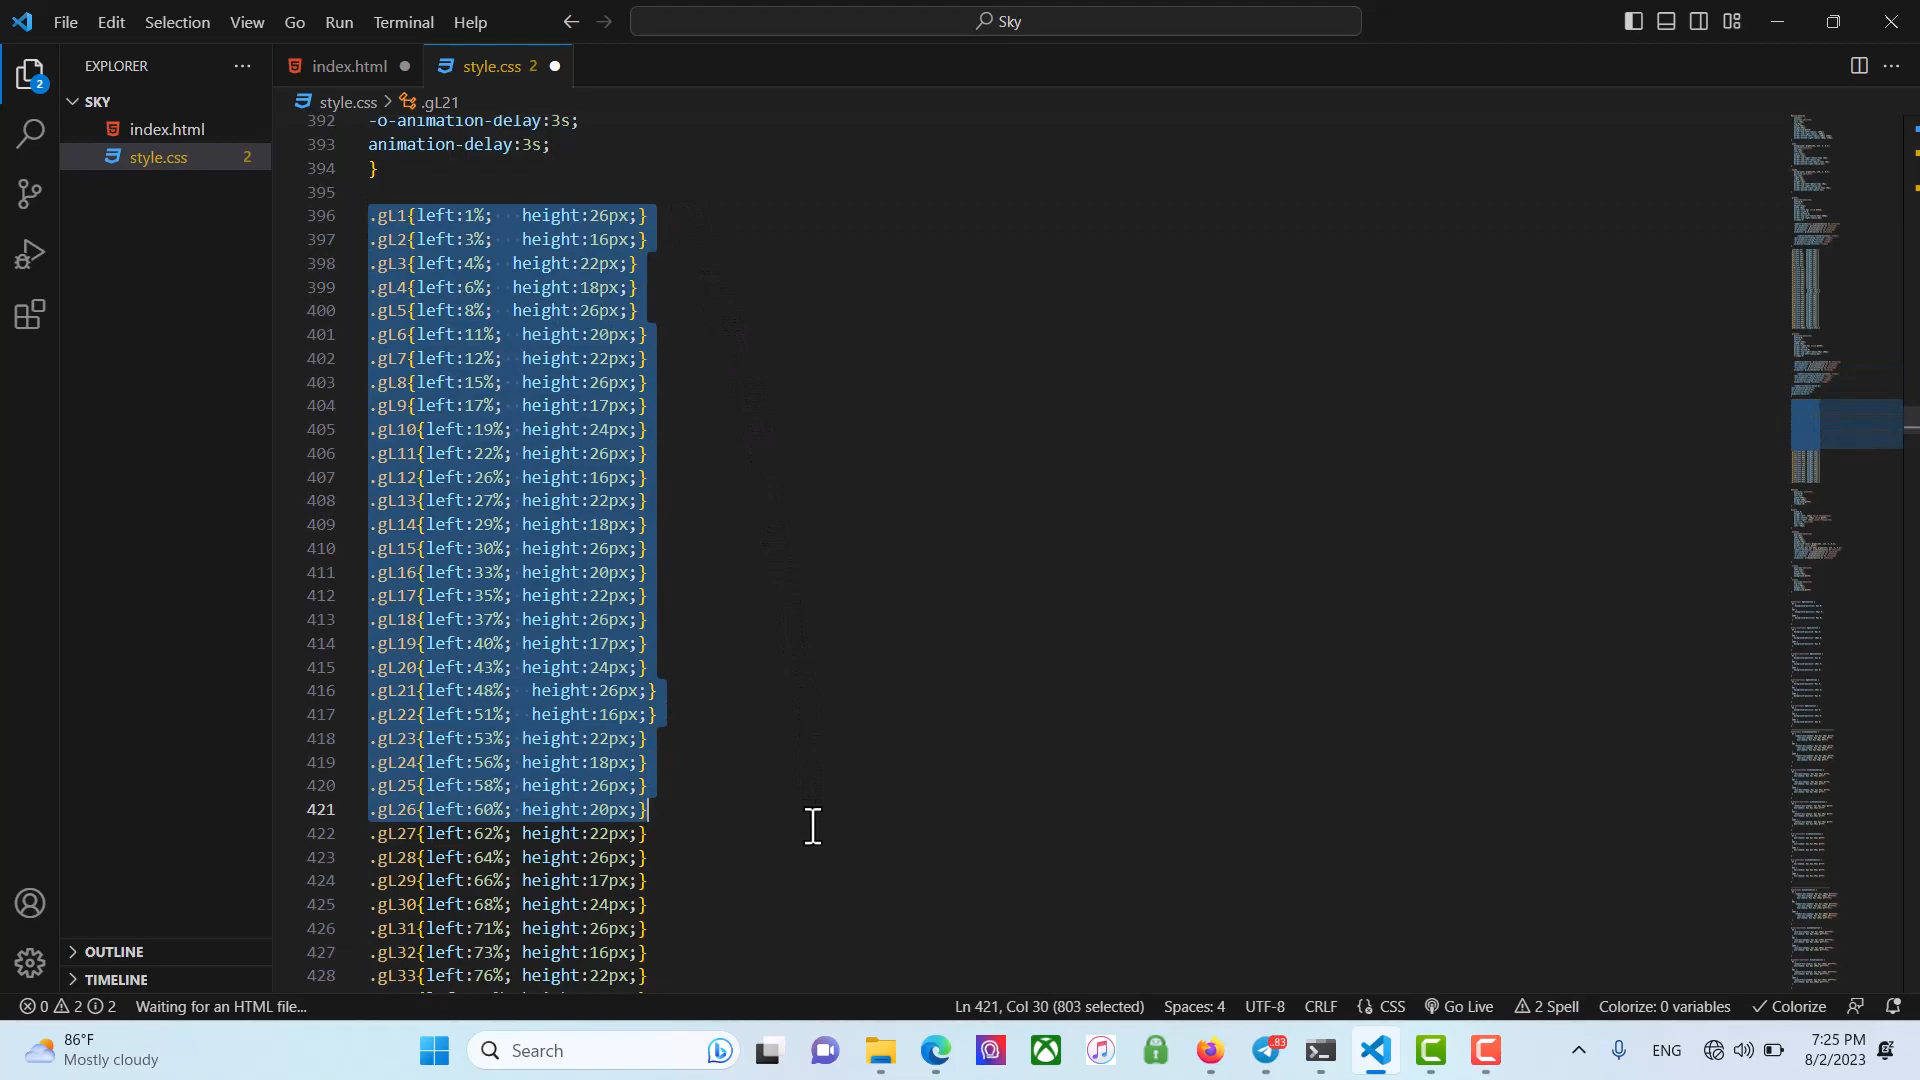 File Edit Selection View Go Run Terminal Help
Sky
EXPLORER
index.html
style.css 2
2
SKY
style.css > .gL21
index.html
style.css 2
392 -o-animation-delay:3s;
393 animation-delay:3s;
394 }
395
396 .gL1{left:1%; height:26px;}
397 .gL2{left:3%; height:16px;}
398 .gL3{left:4%; height:22px;}
399 .gL4{left:6%; height:18px;}
400 .gL5{left:8%; height:26px;}
401 .gL6{left:11%; height:20px;}
402 .gL7{left:12%; height:22px;}
403 .gL8{left:15%; height:26px;}
404 .gL9{left:17%; height:17px;}
405 .gL10{left:19%; height:24px;}
406 .gL11{left:22%; height:26px;}
407 .gL12{left:26%; height:16px;}
408 .gL13{left:27%; height:22px;}
409 .gL14{left:29%; height:18px;}
410 .gL15{left:30%; height:26px;}
411 .gL16{left:33%; height:20px;}
412 .gL17{left:35%; height:22px;}
413 .gL18{left:37%; height:26px;}
414 .gL19{left:40%; height:17px;}
415 .gL20{left:43%; height:24px;}
416 .gL21{left:48%; height:26px;}
417 .gL22{left:51%; height:16px;}
418 .gL23{left:53%; height:22px;}
419 .gL24{left:56%; height:18px;}
420 .gL25{left:58%; height:26px;}
421 .gL26{left:60%; height:20px;}
422 .gL27{left:62%; height:22px;}
423 .gL28{left:64%; height:26px;}
424 .gL29{left:66%; height:17px;}
425 .gL30{left:68%; height:24px;}
426 .gL31{left:71%; height:26px;}
427 .gL32{left:73%; height:16px;}
428 .gL33{left:76%; height:22px;}
OUTLINE
TIMELINE
0 2 2 Waiting for an HTML file... Ln 421, Col 30 (803 selected) Spaces: 4 UTF-8 CRLF {} CSS Go Live 2 Spell Colorize: 0 variables Colorize
86°F
Mostly cloudy
Search
83
ENG
7:25 PM
8/2/2023